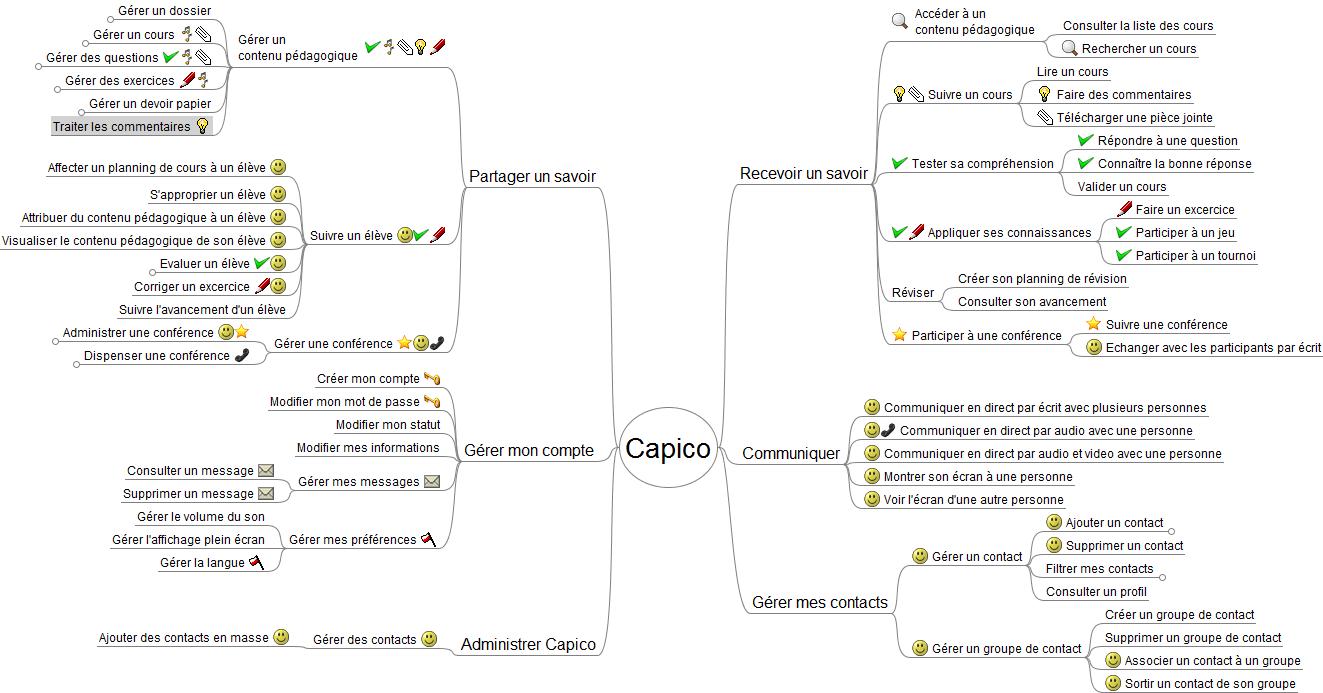 Capico
Partager un savoir
Gérer un
contenu pédagogique
Gérer un dossier
Gérer un cours
Gérer des questions
Gérer des exercices
Gérer un devoir papier
Traiter les commentaires
Suivre un élève
Affecter un planning de cours à un élève
S'approprier un élève
Attribuer du contenu pédagogique à un élève
Visualiser le contenu pédagogique de son élève
Evaluer un élève
Corriger un excercice
Suivre l'avancement d'un élève
Gérer une conférence
Administrer une conférence
Dispenser une conférence
Gérer mon compte
Créer mon compte
Modifier mon mot de passe
Modifier mon statut
Modifier mes informations
Gérer mes messages
Consulter un message
Supprimer un message
Gérer mes préférences
Gérer le volume du son
Gérer l'affichage plein écran
Gérer la langue
Administrer Capico
Gérer des contacts
Ajouter des contacts en masse
Recevoir un savoir
Accéder à un
contenu pédagogique
Consulter la liste des cours
Rechercher un cours
Suivre un cours
Lire un cours
Faire des commentaires
Télécharger une pièce jointe
Tester sa compréhension
Répondre à une question
Connaître la bonne réponse
Valider un cours
Appliquer ses connaissances
Faire un excercice
Participer à un jeu
Participer à un tournoi
Réviser
Créer son planning de révision
Consulter son avancement
Participer à une conférence
Suivre une conférence
Echanger avec les participants par écrit
Communiquer
Communiquer en direct par écrit avec plusieurs personnes
Communiquer en direct par audio avec une personne
Communiquer en direct par audio et video avec une personne
Montrer son écran à une personne
Voir l'écran d'une autre personne
Gérer mes contacts
Gérer un contact
Ajouter un contact
Supprimer un contact
Filtrer mes contacts
Consulter un profil
Gérer un groupe de contact
Créer un groupe de contact
Supprimer un groupe de contact
Associer un contact à un groupe
Sortir un contact de son groupe